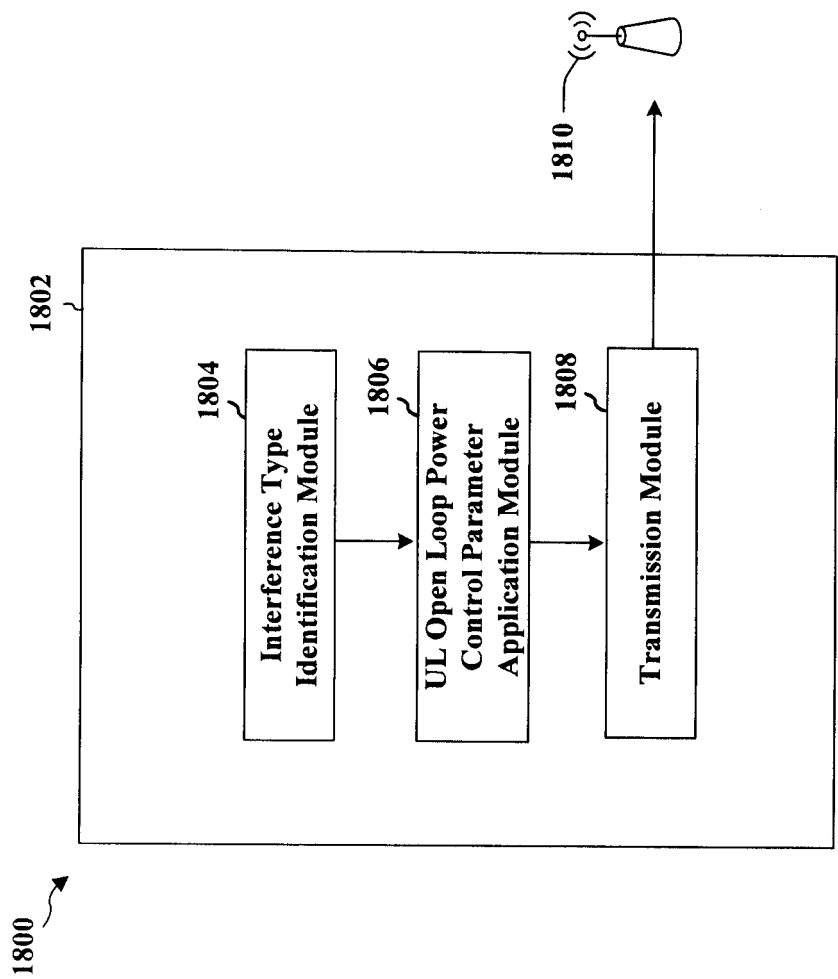 1800
1802
1804
Interference Type
Identification Module
1806
UL Open Loop Power
Control Parameter
Application Module
1808
Transmission Module
1810